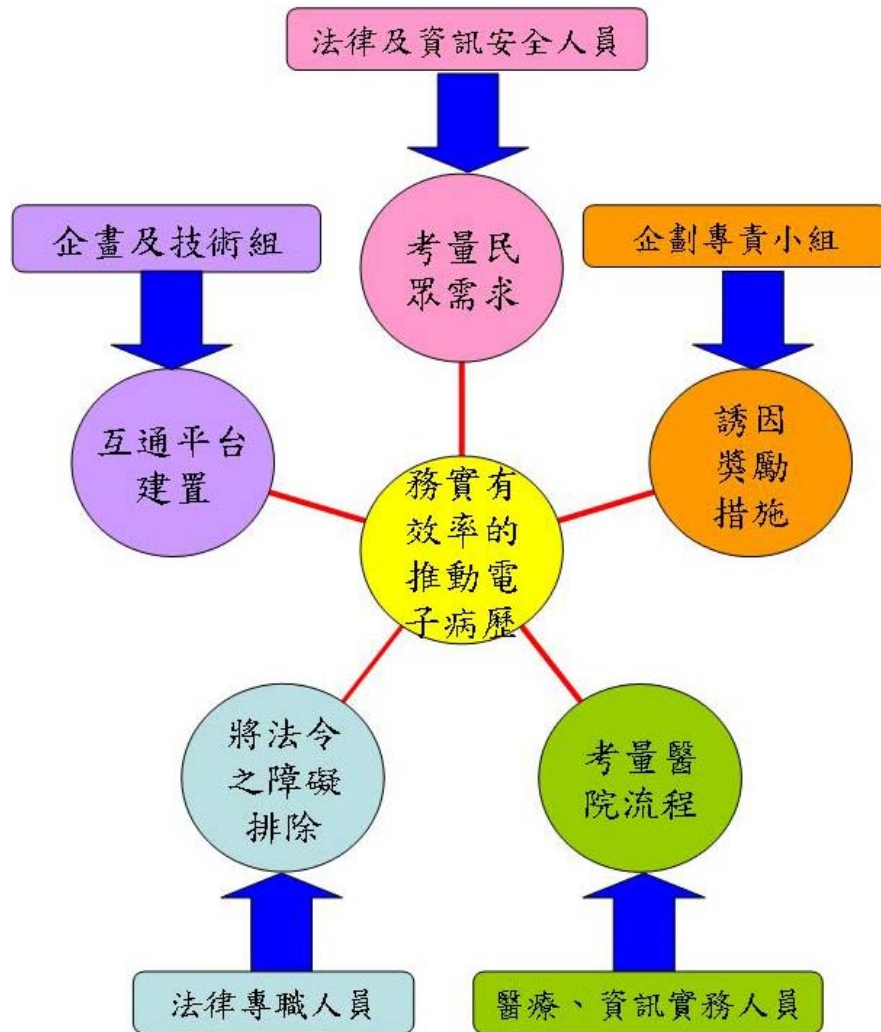 法律及資訊安全人員
考量民
眾需求
企畫及技術組
互通平台
建置
企劃專責小組
誘因
獎勵
措施
務實有
效率的
推動電
子病歷
將法令
之障礙
排除
法律專職人員
考量醫
院流程
醫療、資訊實務人員